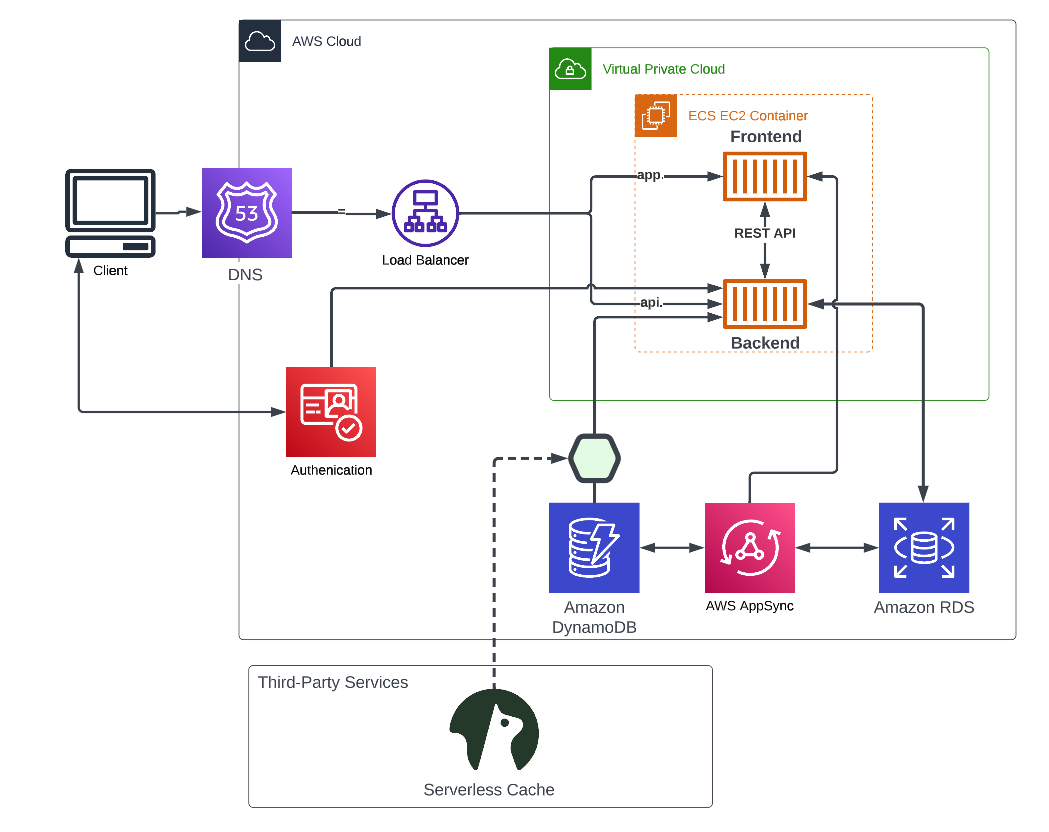 AWS Cloud
Virtual Private Cloud
ECS EC2 Container
Frontend
app.
53
=
REST API
Client
Load Balancer
DNS
api.
Backend
Authenication
Amazon
DynamoDB
AWS AppSync
Amazon RDS
Third-Party Services
Serverless Cache